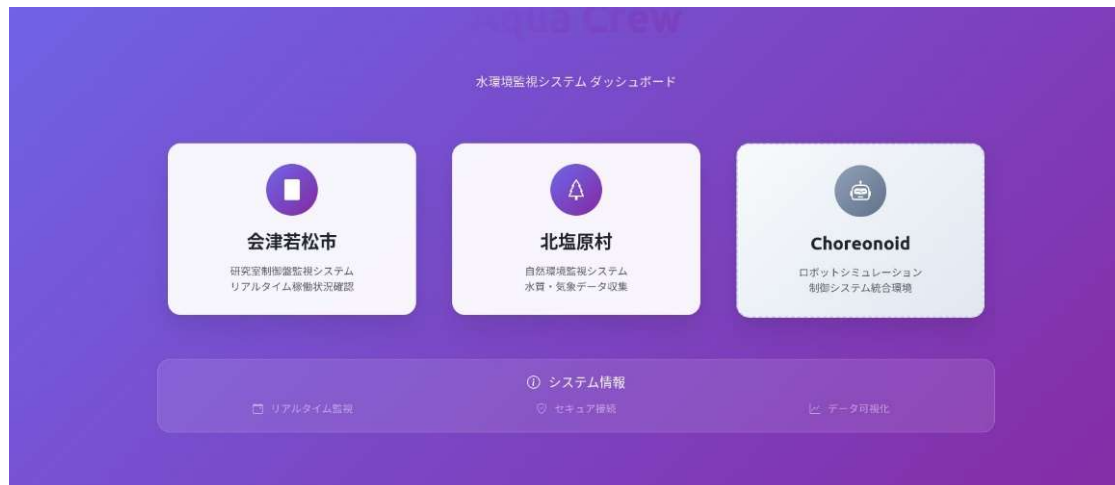 Aqua Crew
水環境監視システム ダッシュボード
会津若松市
研究室制御盤監視システム
リアルタイム稼働状況確認
北塩原村
自然環境監視システム
水質・気象データ収集
Choreonoid
ロボットシミュレーション
制御システム統合環境
システム情報
リアルタイム監視
セキュア接続
データ可視化